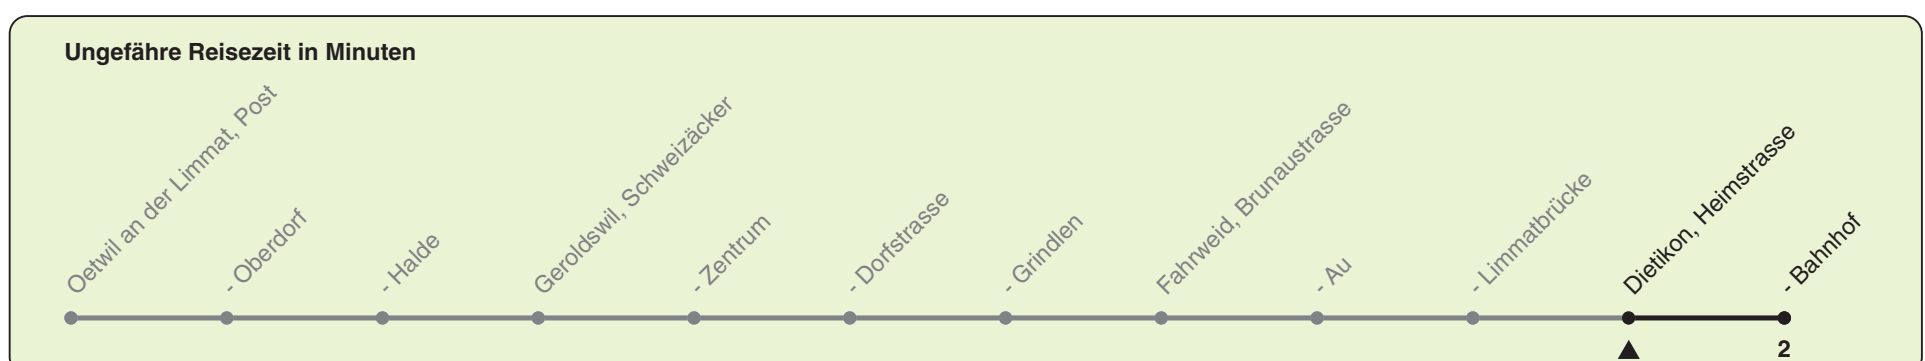 Ungefähre Reisezeit in Minuten
Oetwil an der Limmat, Post
- Oberdorf
- Halde
Geroldswil, Schweizäcker
- Zentrum
- Dorfstrasse
- Grindlen
Fahrweid, Brunaustrasse
- Au
- Limmatbrücke
Dietikon, Heimstrasse
- Bahnhof
2